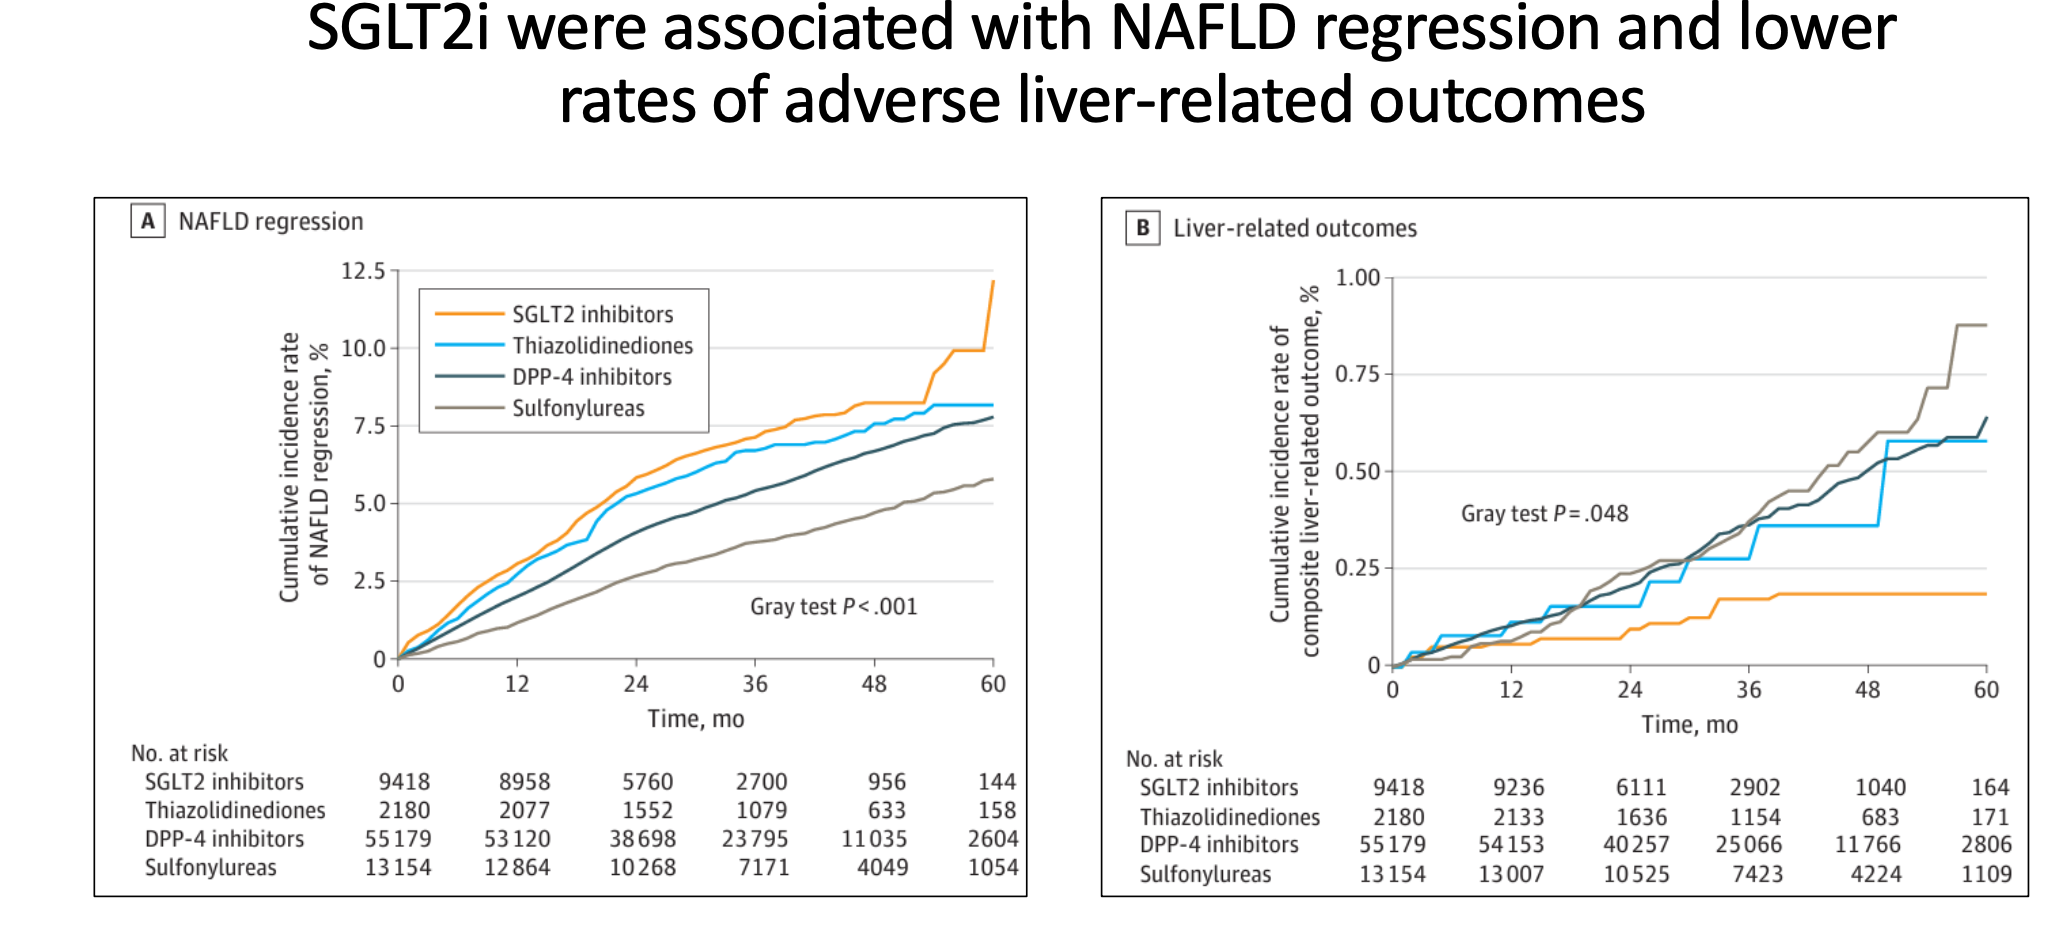 SGLT2i were associated with NAFLD regression and lower
rates of adverse liver-related outcomes
A NAFLD regression
Cumulative incidence rate
of NAFLD regression, %
12.5
10.0
7.5
5.0
2.5
0
SGLT2 inhibitors
Thiazolidinediones
DPP-4 inhibitors
Sulfonylureas
Gray test P<.001
0 12 24 36 48 60
Time, mo
No. at risk
SGLT2 inhibitors 9418 8958 5760 2700 956 144
Thiazolidinediones 2180 2077 1552 1079 633 158
DPP-4 inhibitors 55179 53120 38698 23795 11035 2604
Sulfonylureas 13154 12864 10268 7171 4049 1054
B Liver-related outcomes
Cumulative incidence rate of
composite liver-related outcome, %
1.00
0.75
0.50
0.25
0
Gray test P=.048
0 12 24 36 48 60
Time, mo
No. at risk
SGLT2 inhibitors 9418 9236 6111 2902 1040 164
Thiazolidinediones 2180 2133 1636 1154 683 171
DPP-4 inhibitors 55179 54153 40257 25066 11766 2806
Sulfonylureas 13154 13007 10525 7423 4224 1109